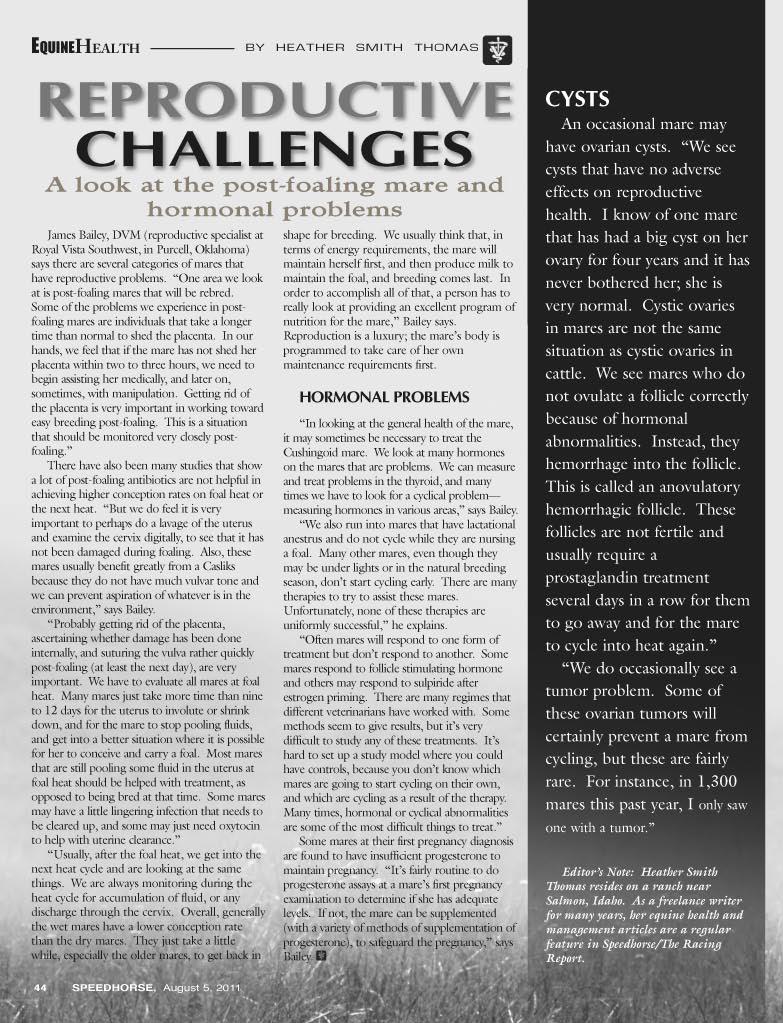 EQUINEHEALTH
BY HEATHER SMITH THOMAS
REPRODUCTIVE
CHALLENGES
A look at the post-foaling mare and
hormonal problems
James Bailey, DVM (reproductive specialist at
Royal Vista Southwest, in Purcell, Oklahoma)
says there are several categories of mares that
have reproductive problems. “One area we look
at is post-foaling mares that will be rebred.
Some of the problems we experience in post-
foaling mares are individuals that take a longer
time than normal to shed the placenta. In our
hands, we feel that if the mare has not shed her
placenta within two to three hours, we need to
begin assisting her medically, and later on,
sometimes, with manipulation. Getting rid of
the placenta is very important in working toward
easy breeding post-foaling. This is a situation
that should be monitored very closely post-
foaling.”
There have also been many studies that show
a lot of post-foaling antibiotics are not helpful in
achieving higher conception rates on foal heat or
the next heat. “But we do feel it is very
important to perhaps do a lavage of the uterus
and examine the cervix digitally, to see that it has
not been damaged during foaling. Also, these
mares usually benefit greatly from a Casliks
because they do not have much vulvar tone and
we can prevent aspiration of whatever is in the
environment,” says Bailey.
“Probably getting rid of the placenta,
ascertaining whether damage has been done
internally, and suturing the vulva rather quickly
post-foaling (at least the next day), are very
important. We have to evaluate all mares at foal
heat. Many mares just take more time than nine
to 12 days for the uterus to involute or shrink
down, and for the mare to stop pooling fluids,
and get into a better situation where it is possible
for her to conceive and carry a foal. Most mares
that are still pooling some fluid in the uterus at
foal heat should be helped with treatment, as
opposed to being bred at that time. Some mares
may have a little lingering infection that needs to
be cleared up, and some may just need oxytocin
to help with uterine clearance.”
“Usually, after the foal heat, we get into the
next heat cycle and are looking at the same
things. We are always monitoring during the
heat cycle for accumulation of fluid, or any
discharge through the cervix. Overall, generally
the wet mares have a lower conception rate
than the dry mares. They just take a little
while, especially the older mares, to get back in
shape for breeding. We usually think that, in
terms of energy requirements, the mare will
maintain herself first, and then produce milk to
maintain the foal, and breeding comes last. In
order to accomplish all of that, a person has to
really look at providing an excellent program of
nutrition for the mare,” Bailey says.
Reproduction is a luxury; the mare’s body is
programmed to take care of her own
maintenance requirements first.
HORMONAL PROBLEMS
“In looking at the general health of the mare,
it may sometimes be necessary to treat the
Cushingoid mare. We look at many hormones
on the mares that are problems. We can measure
and treat problems in the thyroid, and many
times we have to look for a cyclical problem—
measuring hormones in various areas,” says Bailey.
“We also run into mares that have lactational
anestrus and do not cycle while they are nursing
a foal. Many other mares, even though they
may be under lights or in the natural breeding
season, don’t start cycling early. There are many
therapies to try to assist these mares.
Unfortunately, none of these therapies are
uniformly successful,” he explains.
“Often mares will respond to one form of
treatment but don’t respond to another. Some
mares respond to follicle stimulating hormone
and others may respond to sulpiride after
estrogen priming. There are many regimes that
different veterinarians have worked with. Some
methods seem to give results, but it’s very
difficult to study any of these treatments. It’s
hard to set up a study model where you could
have controls, because you don’t know which
mares are going to start cycling on their own,
and which are cycling as a result of the therapy.
Many times, hormonal or cyclical abnormalities
are some of the most difficult things to treat.”
Some mares at their first pregnancy diagnosis
are found to have insufficient progesterone to
maintain pregnancy. “It’s fairly routine to do
progesterone assays at a mare’s first pregnancy
examination to determine if she has adequate
levels. If not, the mare can be supplemented
(with a variety of methods of supplementation of
progesterone), to safeguard the pregnancy,” says
Bailey.
CYSTS
An occasional mare may
have ovarian cysts. “We see
cysts that have no adverse
effects on reproductive
health. I know of one mare
that has had a big cyst on her
ovary for four years and it has
never bothered her; she is
very normal. Cystic ovaries
in mares are not the same
situation as cystic ovaries in
cattle. We see mares who do
not ovulate a follicle correctly
because of hormonal
abnormalities. Instead, they
hemorrhage into the follicle.
This is called an anovulatory
hemorrhagic follicle. These
follicles are not fertile and
usually require a
prostaglandin treatment
several days in a row for them
to go away and for the mare
to cycle into heat again.”
“We do occasionally see a
tumor problem. Some of
these ovarian tumors will
certainly prevent a mare from
cycling, but these are fairly
rare. For instance, in 1,300
mares this past year, I only saw
one with a tumor.”
Editor’s Note: Heather Smith
Thomas resides on a ranch near
Salmon, Idaho. As a freelance writer
for many years, her equine health and
management articles are a regular
feature in Speedhorse/The Racing
Report.
44 SPEEDHORSE, August 5, 2011